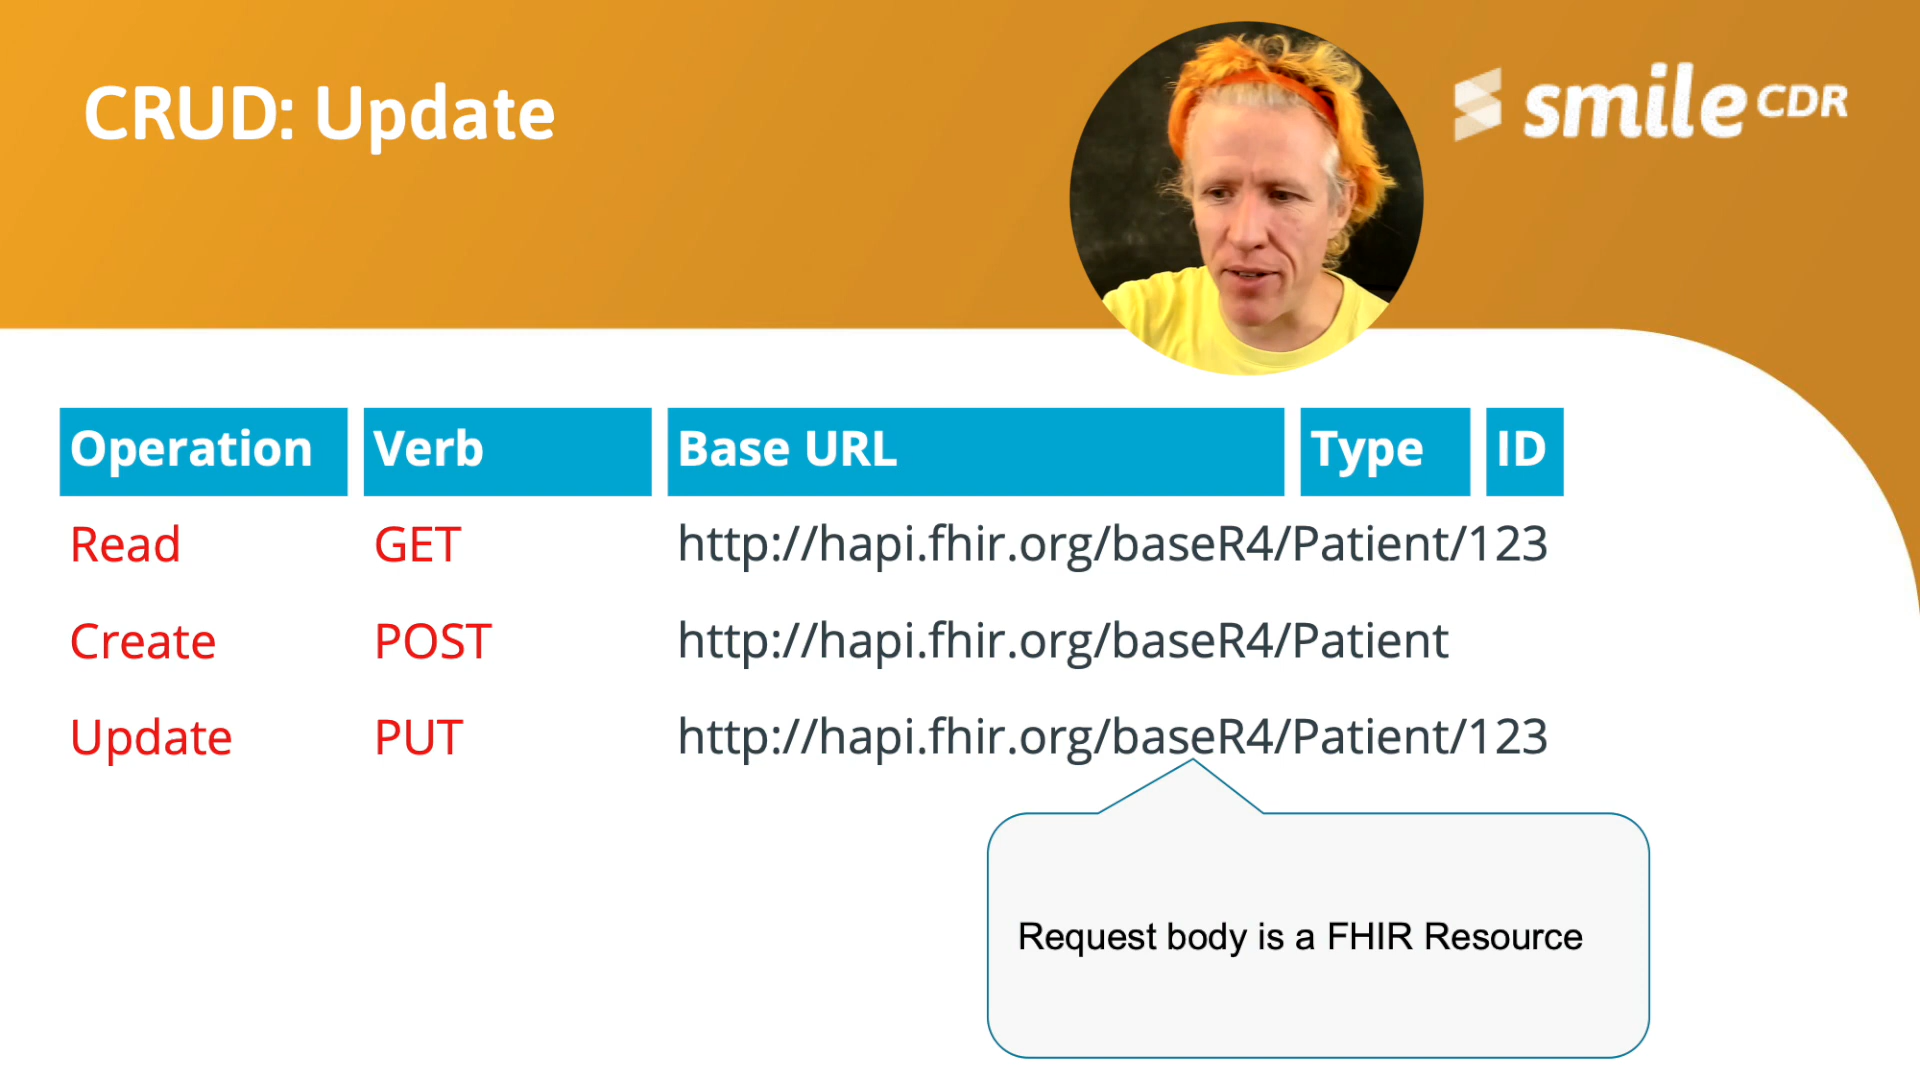 CRUD: Update
smile CDR
Operation Verb Base URL Type ID
Read GET http://hapi.fhir.org/baseR4/Patient/123
Create POST http://hapi.fhir.org/baseR4/Patient
Update PUT http://hapi.fhir.org/baseR4/Patient/123
Request body is a FHIR Resource